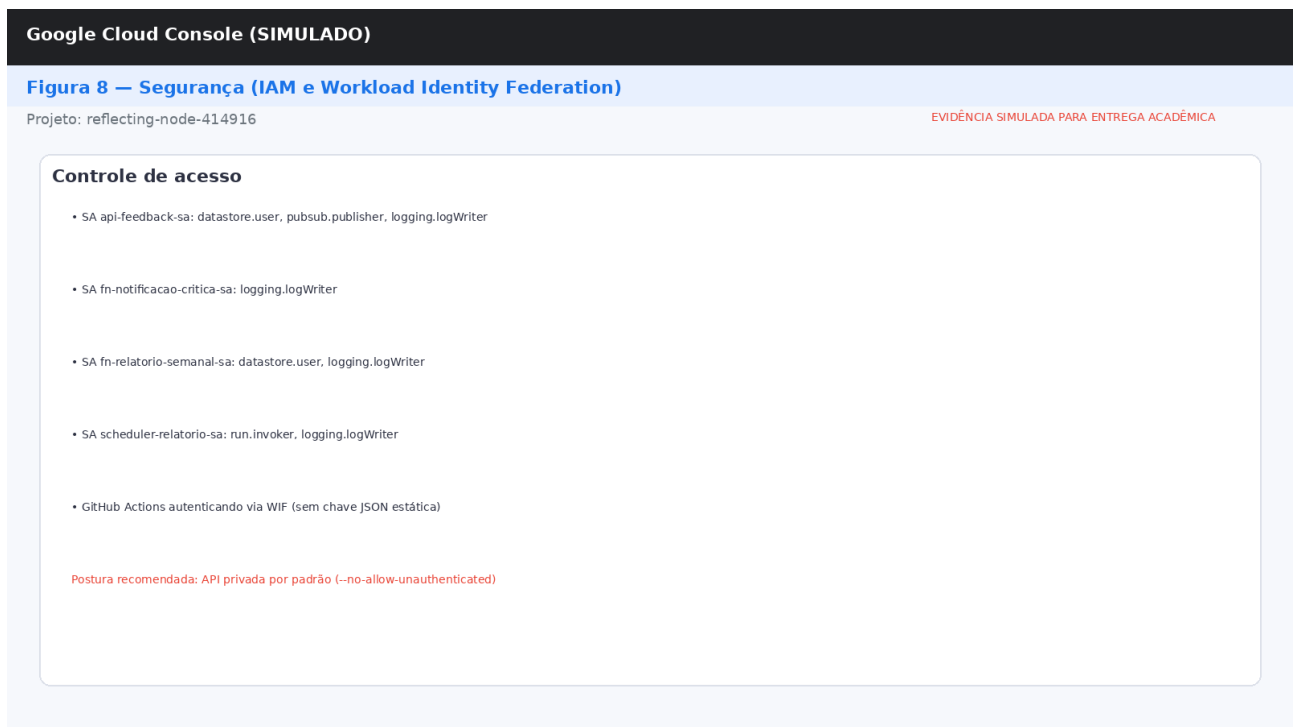 Google Cloud Console (SIMULADO)
Figura 8 — Segurança (IAM e Workload Identity Federation)
Projeto: reflecting-node-414916
EVIDÊNCIA SIMULADA PARA ENTREGA ACADÊMICA
Controle de acesso
• SA api-feedback-sa: datastore.user, pubsub.publisher, logging.logWriter
• SA fn-notificacao-critica-sa: logging.logWriter
• SA fn-relatorio-semanal-sa: datastore.user, logging.logWriter
• SA scheduler-relatorio-sa: run.invoker, logging.logWriter
• GitHub Actions autenticando via WIF (sem chave JSON estática)
Postura recomendada: API privada por padrão (--no-allow-unauthenticated)